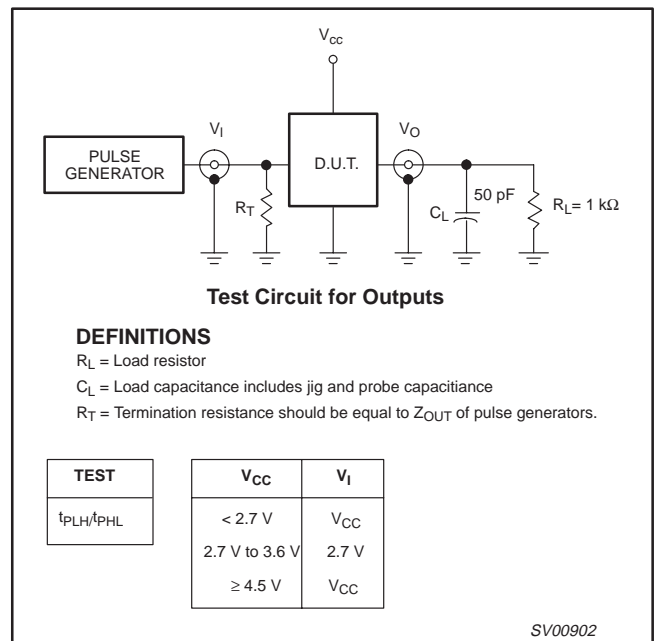 Vcc
VI
VO
PULSE
GENERATOR
D.U.T.
RT
50 pF
CL
RL= 1 kΩ
Test Circuit for Outputs
DEFINITIONS
RL = Load resistor
CL = Load capacitance includes jig and probe capacitiance
RT = Termination resistance should be equal to ZOUT of pulse generators.
TEST
tPLH/tPHL
VCC VI
< 2.7 V VCC
2.7 V to 3.6 V 2.7 V
≥ 4.5 V VCC
SV00902